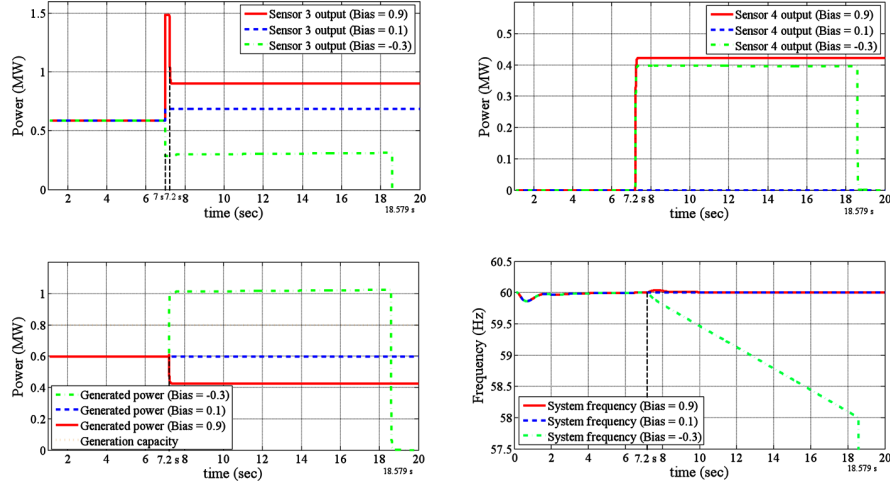 1.5
1
0.5
0
Power (MW)
Sensor 3 output (Bias = 0.9)
Sensor 3 output (Bias = 0.1)
Sensor 3 output (Bias = -0.3)
2 4 6 7 s 7.2 s 8 10 12 14 16 18 20
18.579 s
time (sec)
0.5
0.4
0.3
0.2
0.1
0
Power (MW)
Sensor 4 output (Bias = 0.9)
Sensor 4 output (Bias = 0.1)
Sensor 4 output (Bias = -0.3)
2 4 6 7.2 s 8 10 12 14 16 18 20
18.579 s
time (sec)
1
0.8
0.6
0.4
0.2
0
Power (MW)
Generated power (Bias = -0.3)
Generated power (Bias = 0.1)
Generated power (Bias = 0.9)
Generation capacity
2 4 6 7.2 s 8 10 12 14 16 18 20
18.579 s
time (sec)
60.5
60
59.5
59
58.5
58
57.5
Frequency (Hz)
System frequency (Bias = 0.9)
System frequency (Bias = 0.1)
System frequency (Bias = -0.3)
0 2 4 6 7.2 s 8 10 12 14 16 18 20
18.579 s
time (sec)